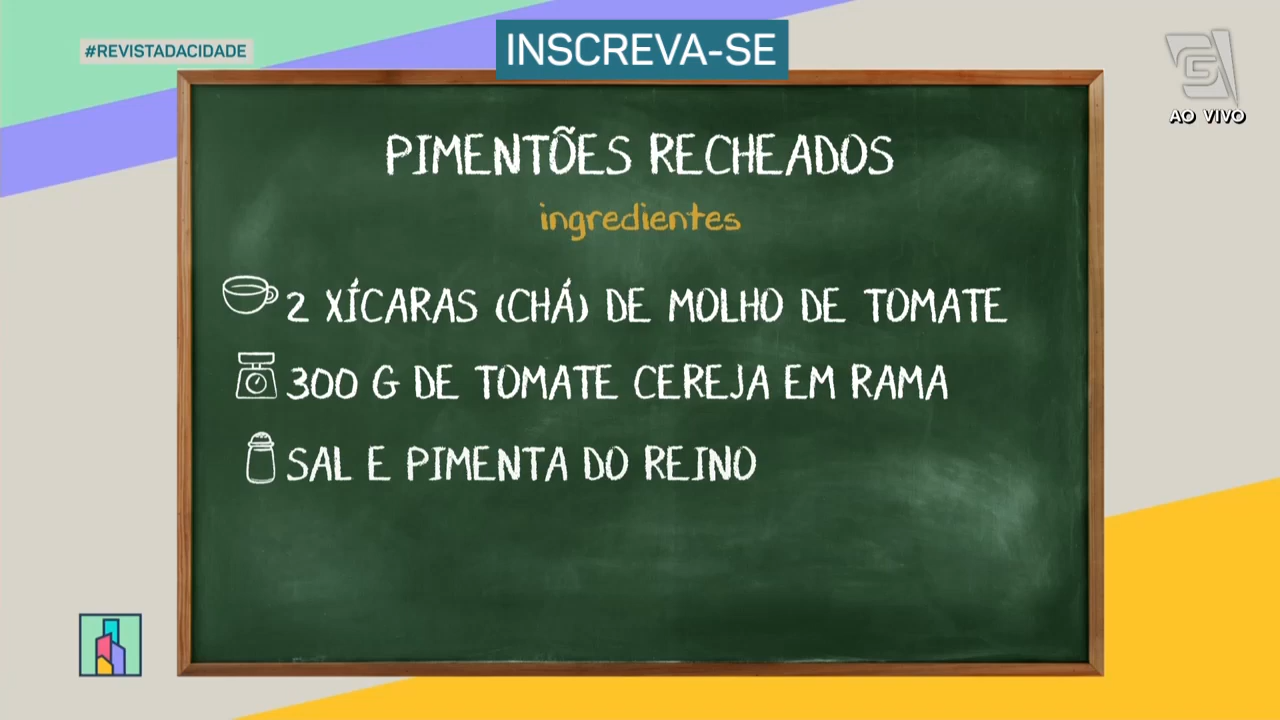 #REVISTADACIDADE
INSCREVA-SE
AO VIVO
PIMENTÕES RECHEADOS
ingredientes
2 XÍCARAS (CHÁ) DE MOLHO DE TOMATE
300 G DE TOMATE CEREJA EM RAMA
SAL E PIMENTA DO REINO